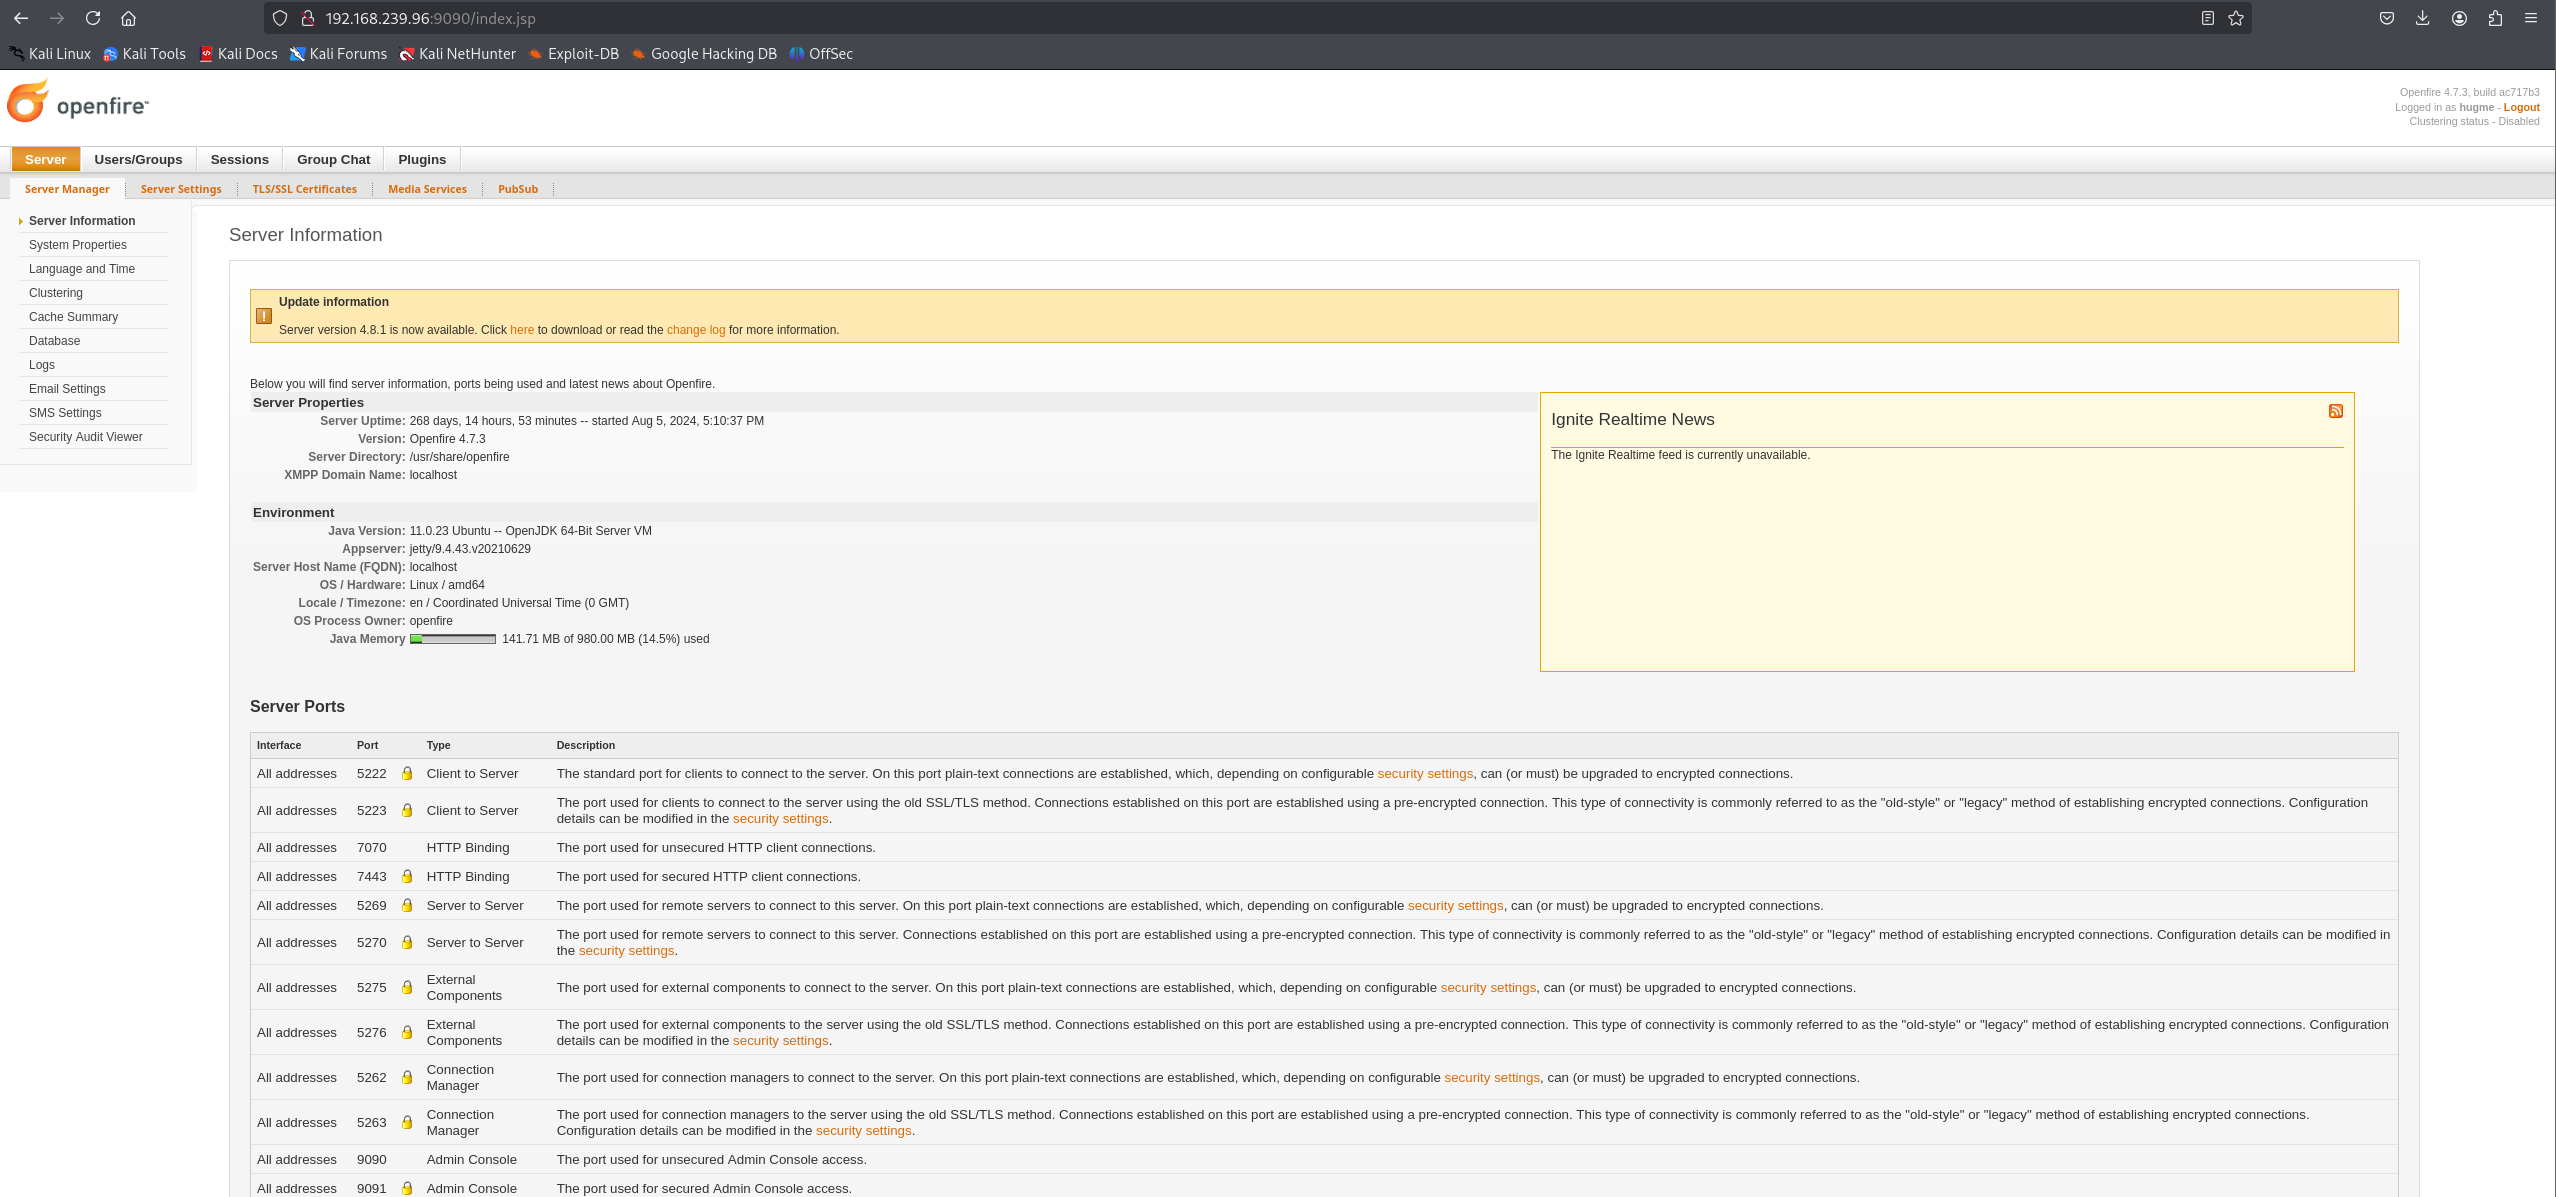 192.168.239.96:9090/index.jsp
Kali Linux Kali Tools Kali Docs Kali Forums Kali NetHunter Exploit-DB Google Hacking DB OffSec
openfire™
Openfire 4.7.3, build ac717b3
Logged in as hugme - Logout
Clustering status - Disabled
Server Users/Groups Sessions Group Chat Plugins
Server Manager Server Settings TLS/SSL Certificates Media Services PubSub
Server Information
System Properties
Language and Time
Clustering
Cache Summary
Database
Logs
Email Settings
SMS Settings
Security Audit Viewer
Server Information
Update information
Server version 4.8.1 is now available. Click here to download or read the change log for more information.
Below you will find server information, ports being used and latest news about Openfire.
Server Properties
Server Uptime: 268 days, 14 hours, 53 minutes -- started Aug 5, 2024, 5:10:37 PM
Version: Openfire 4.7.3
Server Directory: /usr/share/openfire
XMPP Domain Name: localhost
Environment
Java Version: 11.0.23 Ubuntu -- OpenJDK 64-Bit Server VM
Appserver: jetty/9.4.43.v20210629
Server Host Name (FQDN): localhost
OS / Hardware: Linux / amd64
Locale / Timezone: en / Coordinated Universal Time (0 GMT)
OS Process Owner: openfire
Java Memory 141.71 MB of 980.00 MB (14.5%) used
Ignite Realtime News
The Ignite Realtime feed is currently unavailable.
Server Ports
Interface Port Type Description
All addresses 5222 Client to Server The standard port for clients to connect to the server. On this port plain-text connections are established, which, depending on configurable security settings, can (or must) be upgraded to encrypted connections.
All addresses 5223 Client to Server The port used for clients to connect to the server using the old SSL/TLS method. Connections established on this port are established using a pre-encrypted connection. This type of connectivity is commonly referred to as the "old-style" or "legacy" method of establishing encrypted connections. Configuration
details can be modified in the security settings.
All addresses 7070 HTTP Binding The port used for unsecured HTTP client connections.
All addresses 7443 HTTP Binding The port used for secured HTTP client connections.
All addresses 5269 Server to Server The port used for remote servers to connect to this server. On this port plain-text connections are established, which, depending on configurable security settings, can (or must) be upgraded to encrypted connections.
All addresses 5270 Server to Server The port used for remote servers to connect to this server. Connections established on this port are established using a pre-encrypted connection. This type of connectivity is commonly referred to as the "old-style" or "legacy" method of establishing encrypted connections. Configuration details can be modified in
the security settings.
All addresses 5275 External Components The port used for external components to connect to the server. On this port plain-text connections are established, which, depending on configurable security settings, can (or must) be upgraded to encrypted connections.
All addresses 5276 External Components The port used for external components to the server using the old SSL/TLS method. Connections established on this port are established using a pre-encrypted connection. This type of connectivity is commonly referred to as the "old-style" or "legacy" method of establishing encrypted connections. Configuration
details can be modified in the security settings.
All addresses 5262 Connection Manager The port used for connection managers to connect to the server. On this port plain-text connections are established, which, depending on configurable security settings, can (or must) be upgraded to encrypted connections.
All addresses 5263 Connection Manager The port used for connection managers to the server using the old SSL/TLS method. Connections established on this port are established using a pre-encrypted connection. This type of connectivity is commonly referred to as the "old-style" or "legacy" method of establishing encrypted connections.
Configuration details can be modified in the security settings.
All addresses 9090 Admin Console The port used for unsecured Admin Console access.
All addresses 9091 Admin Console The port used for secured Admin Console access.